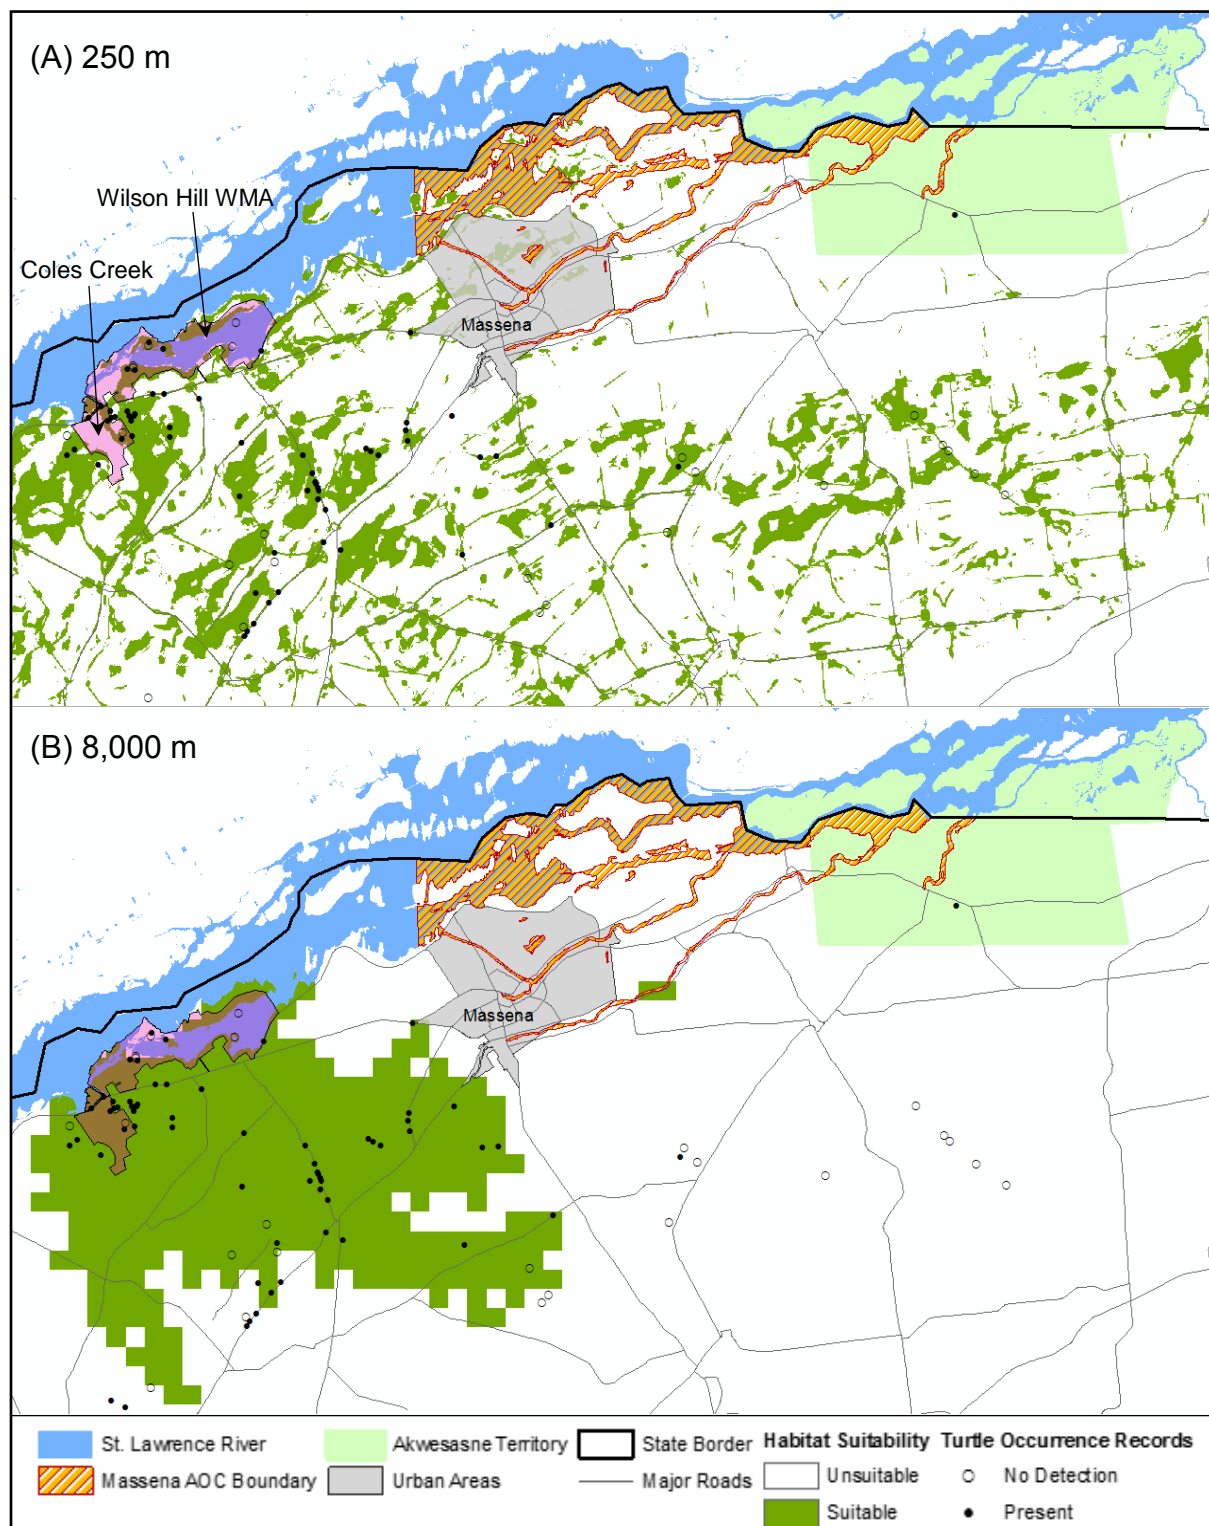 (A) 250 m
Wilson Hill WMA
Coles Creek
Massena
(B) 8,000 m
Massena
St. Lawrence River
Akwesasne Territory
State Border
Habitat Suitability
Turtle Occurrence Records
Massena AOC Boundary
Urban Areas
Major Roads
Unsuitable
No Detection
Suitable
Present